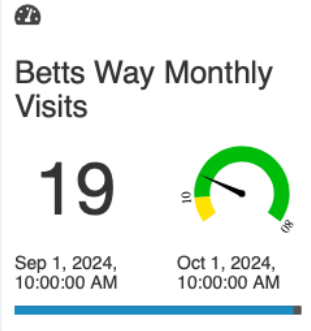 Betts Way Monthly
Visits
19
10
80
Sep 1, 2024,
10:00:00 AM
Oct 1, 2024,
10:00:00 AM